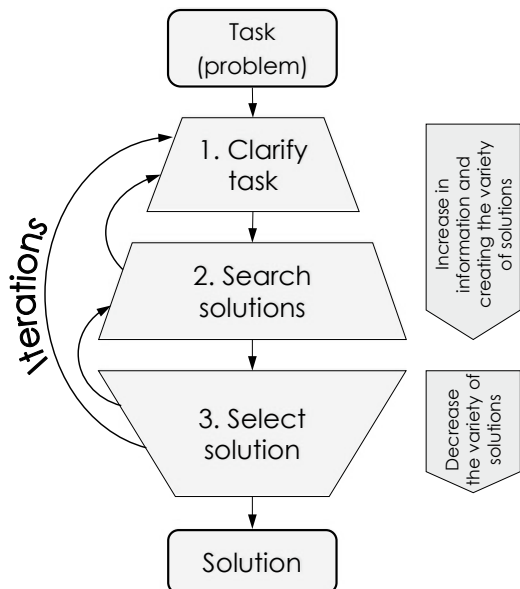 Task
(problem)
1. Clarify
task
2. Search
solutions
3. Select
solution
Solution
Iterations
Increase in
information and
creating the variety
of solutions
Decrease
the variety of
solutions